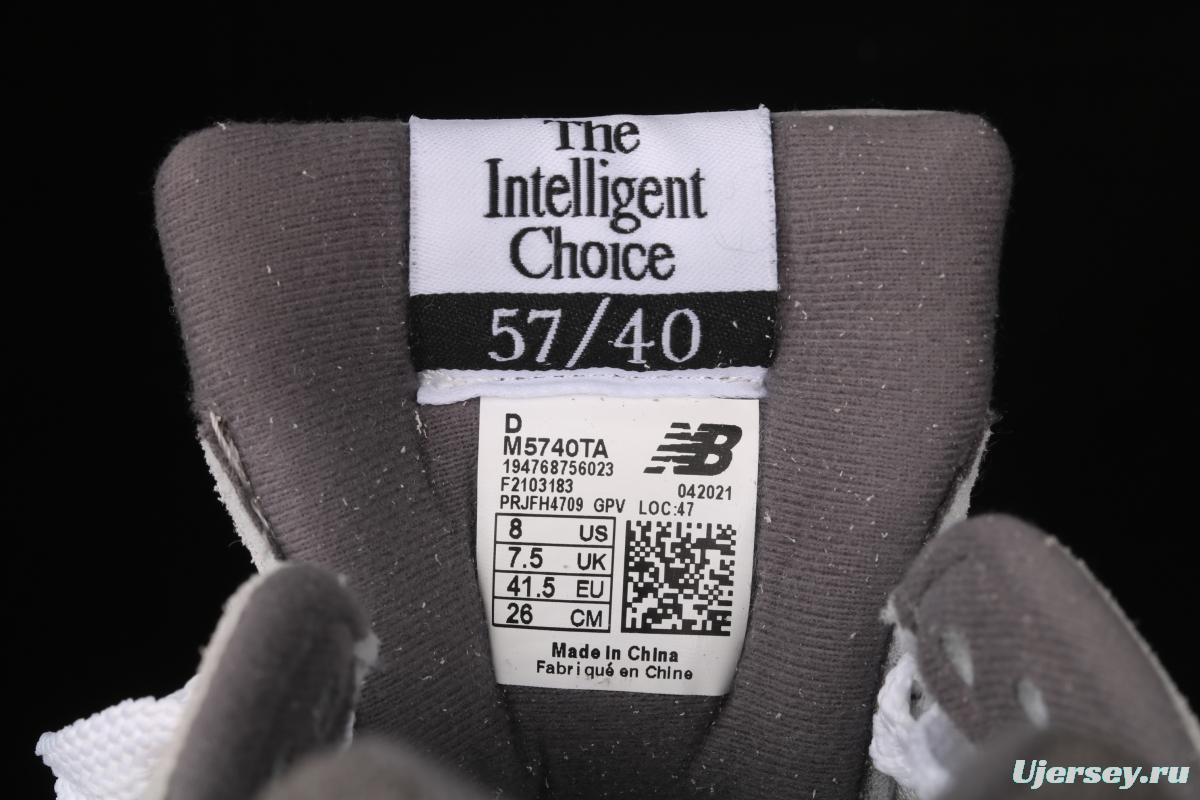 The
Intelligent
Choice
57/40
D
M5740TA
NB
194768756023
F2103183
042021
PRJFH4709 GPV LOC:47
8 US
7.5 UK
41.5 EU
26 CM
Made in China
Fabriqué en Chine
Ujersey.ru